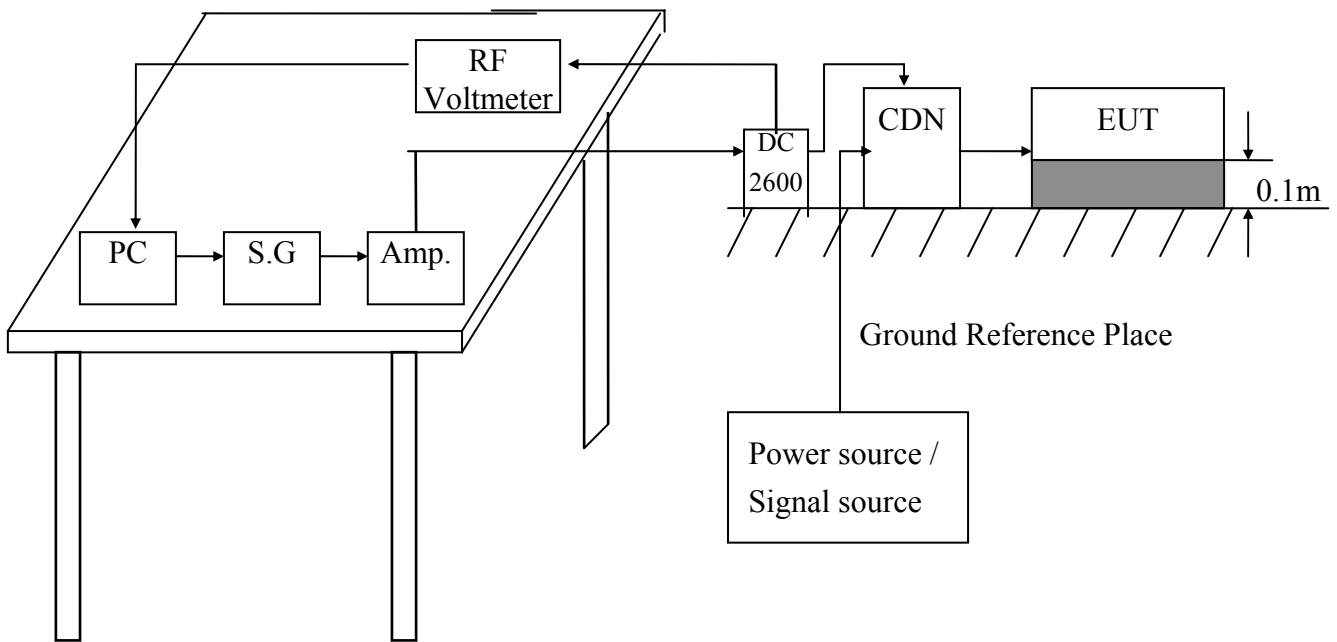 RF
Voltmeter
DC
2600
CDN
EUT
0.1m
PC
S.G
Amp.
Ground Reference Place
Power source /
Signal source